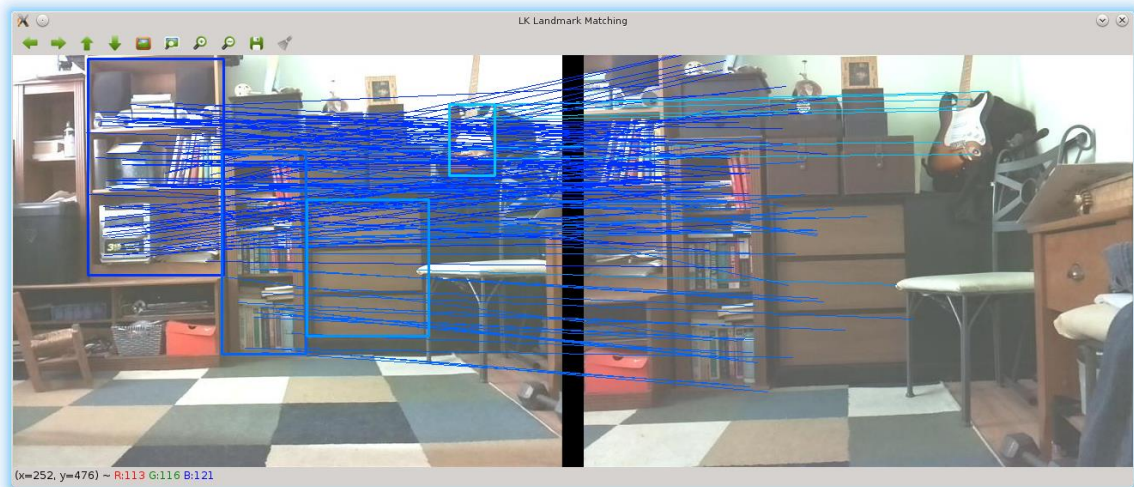 LK Landmark Matching
(x=252, y=476) ~ R:113 G:116 B:121